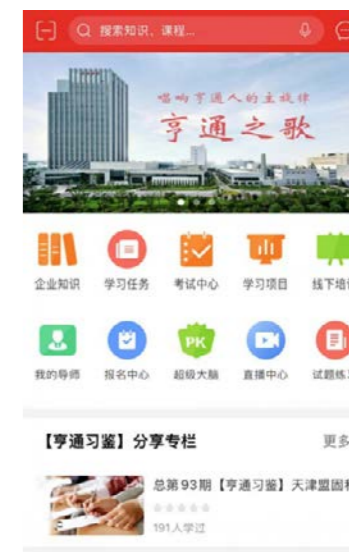 搜索知识、课程...
唱响亨通人的主旋律
亨通之歌
企业知识 学习任务 考试中心 学习项目 线下培
PK
我的导师 报名中心 超级大脑 直播中心 试题练
【亨通习鉴】分享专栏 更多
总第93期【亨通习鉴】天津盟固
191人学过